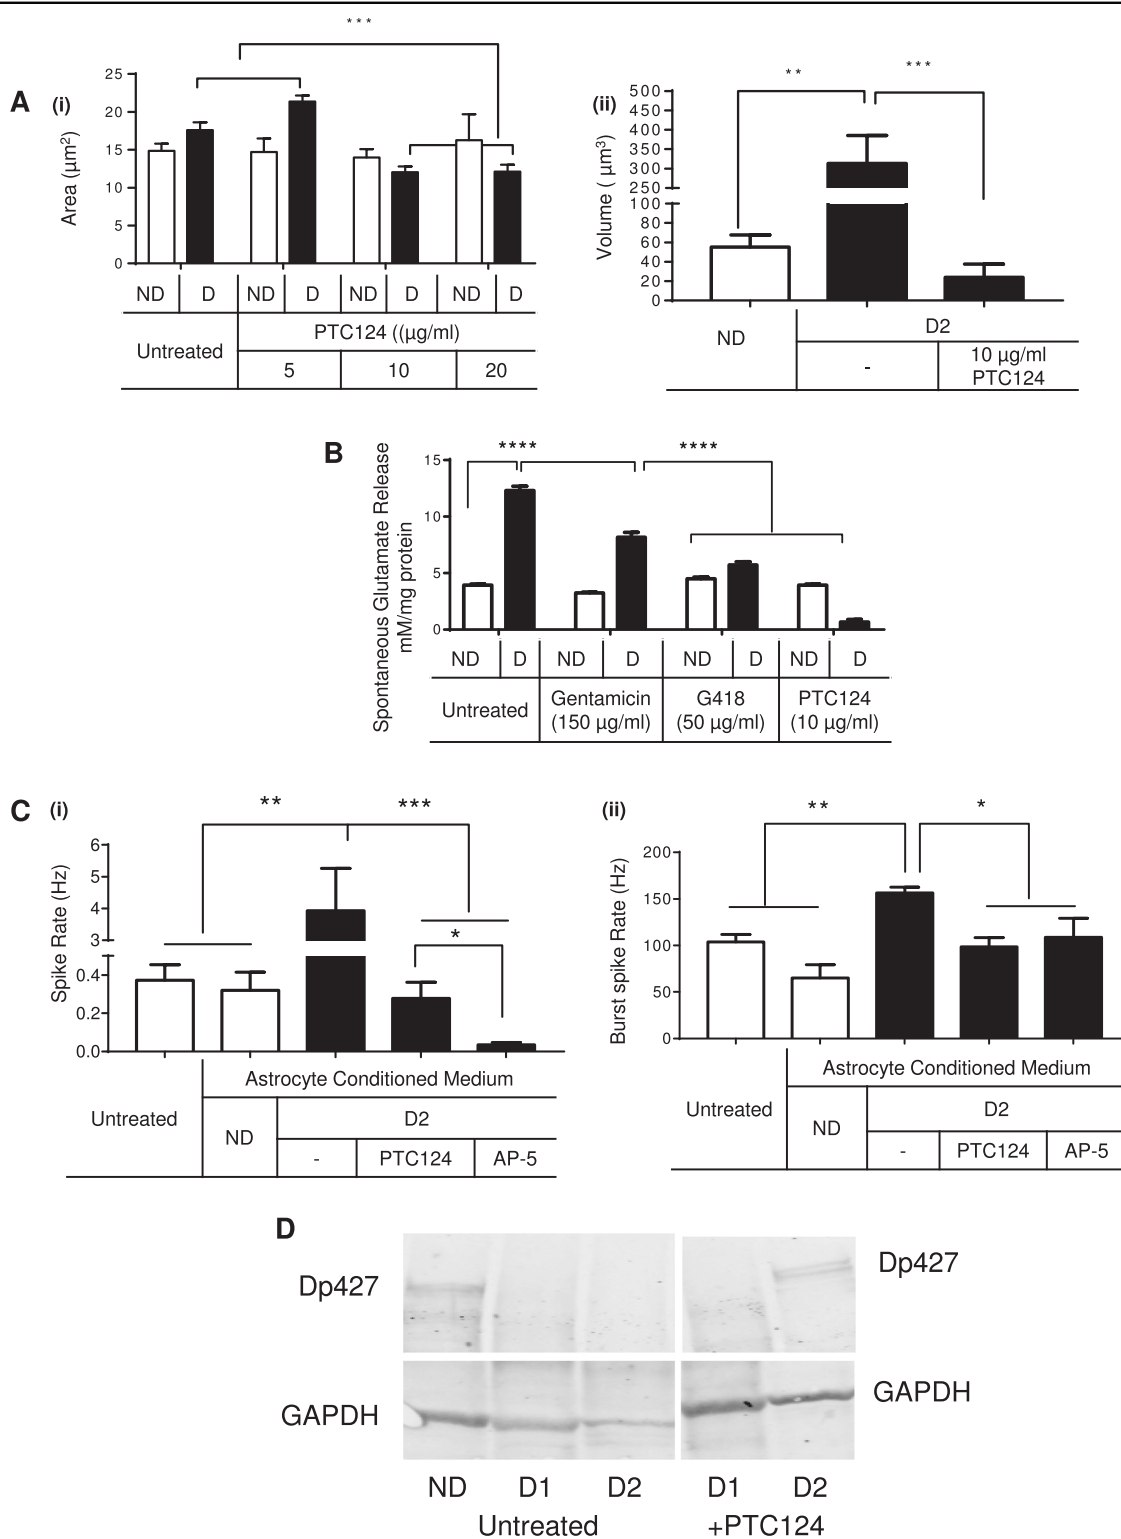 ***
A (i)
Area (µm²)
25
20
15
10
5
0
ND D ND D ND D ND D
Untreated
PTC124 ((µg/ml)
5 10 20
(ii)
** ***
Volume ( µm³)
500
450
400
350
300
250
100
80
60
40
20
0
ND
D2
-
10 µg/ml
PTC124
B
**** ****
Spontaneous Glutamate Release
mM/mg protein
15
10
5
0
ND D ND D ND D ND D
Untreated
Gentamicin
(150 µg/ml)
G418
(50 µg/ml)
PTC124
(10 µg/ml)
C (i)
** ***
*
Spike Rate (Hz)
6
5
4
3
0.4
0.2
0.0
Astrocyte Conditioned Medium
Untreated
ND
D2
- PTC124 AP-5
(ii)
** *
Burst spike Rate (Hz)
200
150
100
50
0
Astrocyte Conditioned Medium
Untreated
ND
D2
- PTC124 AP-5
D
Dp427 Dp427
GAPDH GAPDH
ND D1 D2 D1 D2
Untreated +PTC124